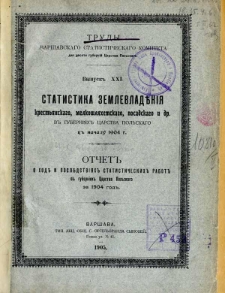 ТРУДЫ
ВАРШАВСКАГО СТАТИСТИЧЕСКАГО КОМИТЕТА
Выпускъ XXI.
СТАТИСТИКА ЗЕМЛЕВЛАДѢНІЯ
крестьянскаго, мелкошляхетскаго, посадскаго и др.
ВЪ ГУБЕРНІЯХЪ ЦАРСТВА ПОЛЬСКАГО
къ началу 1904 г.
ОТЧЕТЪ
О ХОДѢ И ПОСЛѢДСТВІЯХЪ СТАТИСТИЧЕСКИХЪ РАБОТЪ
въ губерніяхъ Царства Польскаго
за 1904 годъ.
ВАРШАВА.
1905.